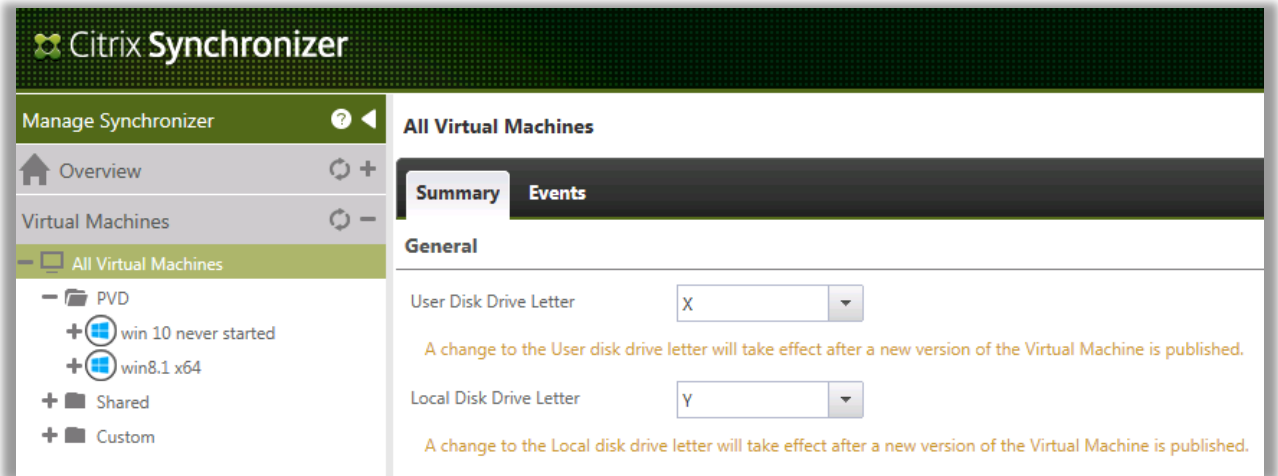 Citrix Synchronizer
Manage Synchronizer ?
Overview
Virtual Machines
All Virtual Machines
PVD
win 10 never started
win8.1 x64
Shared
Custom
All Virtual Machines
Summary Events
General
User Disk Drive Letter X
A change to the User disk drive letter will take effect after a new version of the Virtual Machine is published.
Local Disk Drive Letter Y
A change to the Local disk drive letter will take effect after a new version of the Virtual Machine is published.